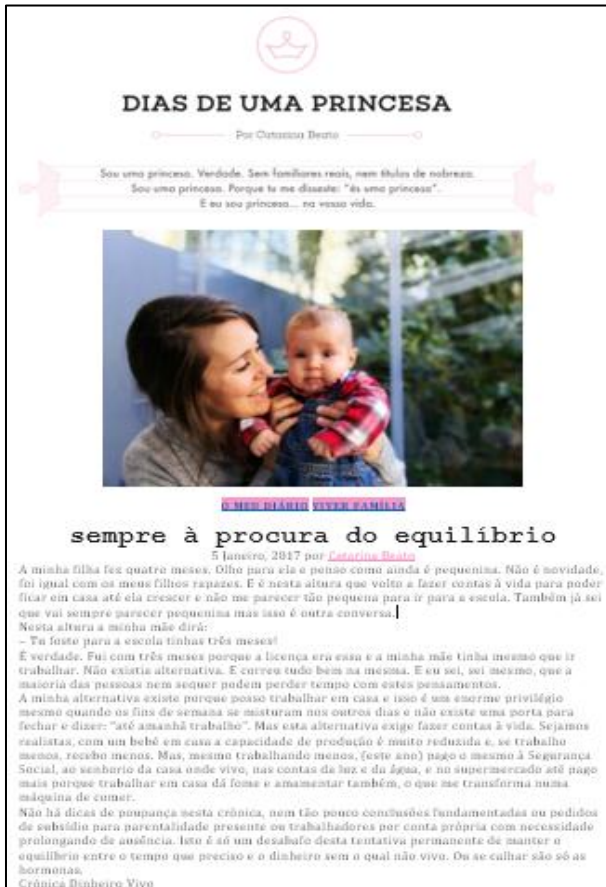 DIAS DE UMA PRINCESA
Por Catarina Beato
Sou uma princesa. Verdade. Sem familiares reais, nem títulos de nobreza.
Sou uma princesa. Porque tu me disseste: "és uma princesa".
E eu sou princesa... na vossa vida.
O MEU DIÁRIO VIVER FAMÍLIA
sempre à procura do equilíbrio
5 Janeiro, 2017 por Catarina Beato
A minha filha fez quatro meses. Olho para ela e penso como ainda é pequenina. Não é novidade,
foi igual com os meus filhos rapazes. E é nesta altura que volto a fazer contas à vida para poder
ficar em casa até ela crescer e não me parecer tão pequena para ir para a escola. Também já sei
que vai sempre parecer pequenina mas isso é outra conversa.
Nesta altura a minha mãe dirá:
– Tu foste para a escola tinhas três meses!
É verdade. Fui com três meses porque a licença era essa e a minha mãe tinha mesmo que ir
trabalhar. Não existia alternativa. E correu tudo bem na mesma. E eu sei, sei mesmo, que a
maioria das pessoas nem sequer podem perder tempo com estes pensamentos.
A minha alternativa existe porque posso trabalhar em casa e isso é um enorme privilégio
mesmo quando os fins de semana se misturam nos outros dias e não existe uma porta para
fechar e dizer: "até amanhã trabalho". Mas esta alternativa exige fazer contas à vida. Sejamos
realistas, com um bebé em casa a capacidade de produção é muito reduzida e, se trabalho
menos, recebo menos. Mas, mesmo trabalhando menos, (este ano) pago o mesmo à Segurança
Social, ao senhorio da casa onde vivo, nas contas da luz e da água, e no supermercado até pago
mais porque trabalhar em casa dá fome e amamentar também, o que me transforma numa
máquina de comer.
Não há dicas de poupança nesta crónica, nem tão pouco conclusões fundamentadas ou pedidos
de subsídio para parentalidade presente ou trabalhadores por conta própria com necessidade
prolongando de ausência. Isto é só um desabafo desta tentativa permanente de manter o
equilíbrio entre o tempo que preciso e o dinheiro sem o qual não vivo. Ou se calhar são só as
hormonas.
Crónica Dinheiro Vivo